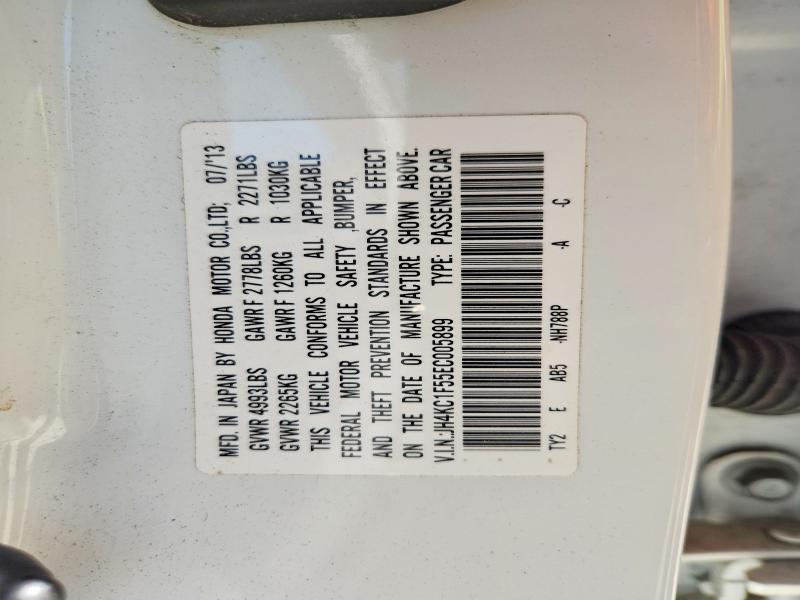 MFD. IN JAPAN BY HONDA MOTOR CO.,LTD; 07/'13
GVWR 4993LBS GAWR F 2778LBS R 2271LBS
GVWR 2265KG GAWR F 1260KG R 1030KG
THIS VEHICLE CONFORMS TO ALL APPLICABLE
FEDERAL MOTOR VEHICLE SAFETY ,BUMPER,
AND THEFT PREVENTION STANDARDS IN EFFECT
ON THE DATE OF MANUFACTURE SHOWN ABOVE.
V.I.N.:JH4KC1F55EC005899 TYPE: PASSENGER CAR
TY2 E AB5 -NH788P -A -C